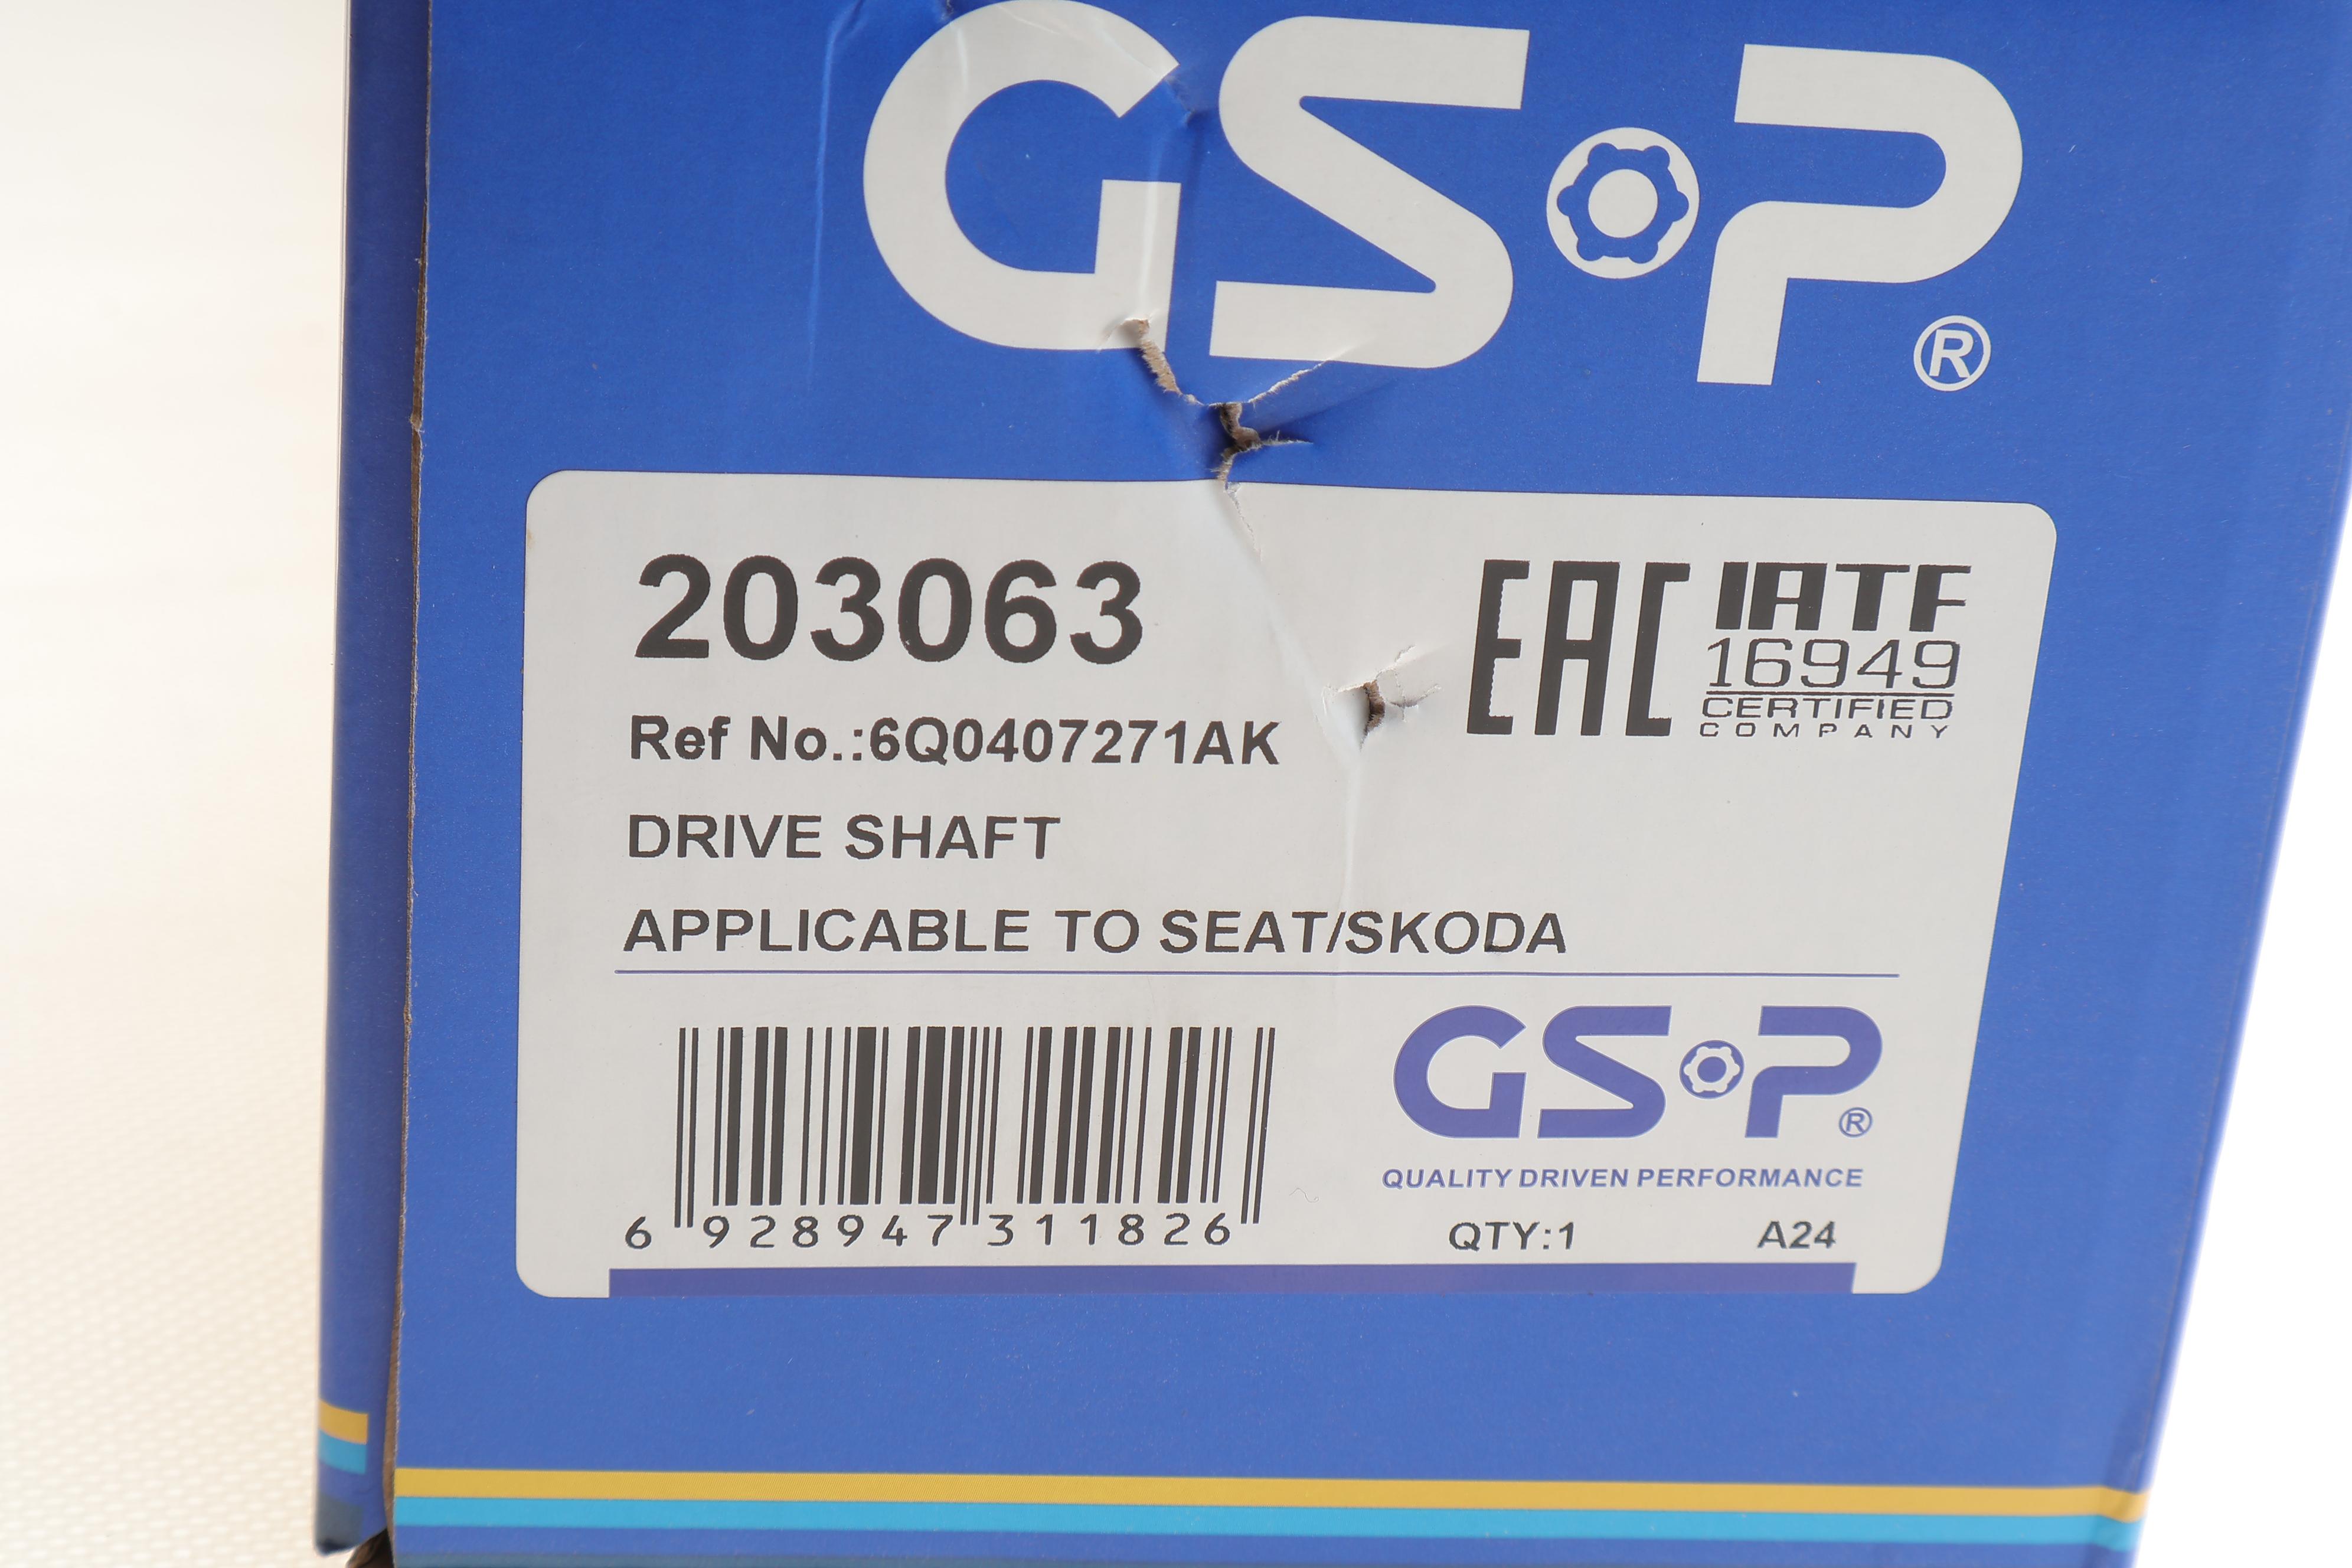 GSP®
203063
EAC
IATF
16949
CERTIFIED
COMPANY
Ref No.:6Q0407271AK
DRIVE SHAFT
APPLICABLE TO SEAT/SKODA
GSP®
QUALITY DRIVEN PERFORMANCE
6 928947 311826
QTY:1 A24